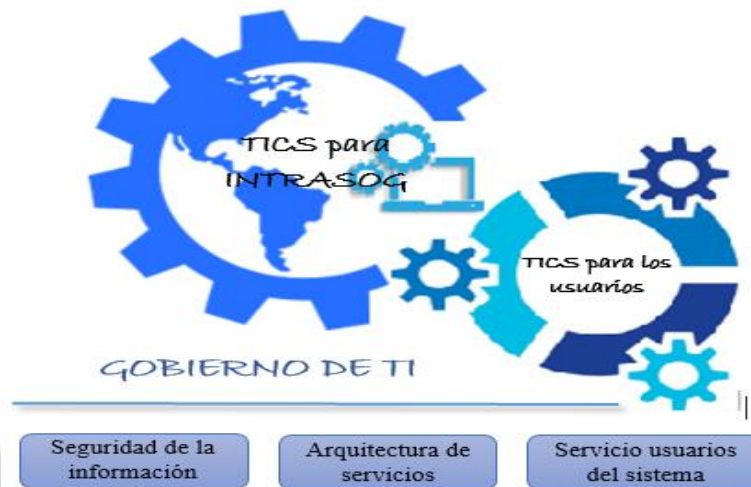 TICS para
INTRASOG
TICS para los
usuarios
GOBIERNO DE TI
Seguridad de la
información
Arquitectura de
servicios
Servicio usuarios
del sistema